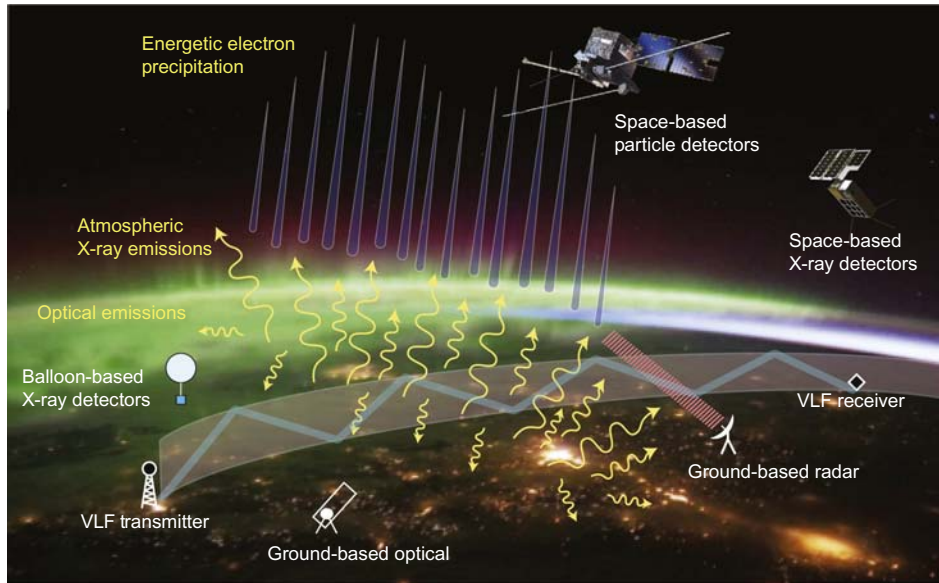 Energetic electron
precipitation
Space-based
particle detectors
Atmospheric
X-ray emissions
Space-based
X-ray detectors
Optical emissions
Balloon-based
X-ray detectors
VLF receiver
Ground-based radar
VLF transmitter
Ground-based optical